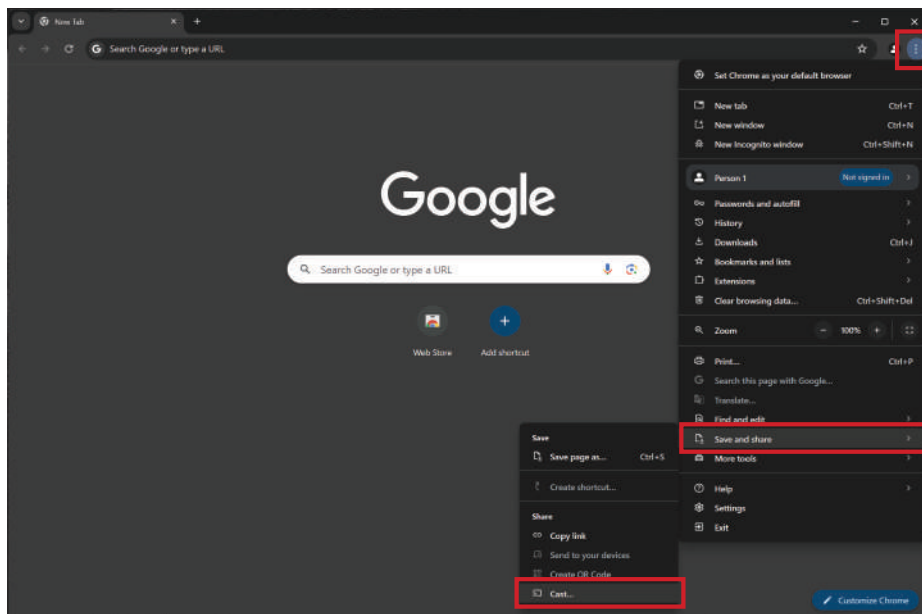 New Tab
Search Google or type a URL
Set Chrome as your default browser
New tab Ctrl+T
New window Ctrl+N
New Incognito window Ctrl+Shift+N
Person 1 Not signed in
Passwords and autofill
History
Downloads Ctrl+J
Bookmarks and lists
Extensions
Clear browsing data... Ctrl+Shift+Del
Zoom - 100% +
Print... Ctrl+P
Search this page with Google...
Translate...
Find and edit
Save and share
More tools
Help
Settings
Exit
Google
Search Google or type a URL
Web Store Add shortcut
Save
Save page as... Ctrl+S
Create shortcut...
Share
Copy link
Send to your devices
Create QR Code
Cast...
Customize Chrome